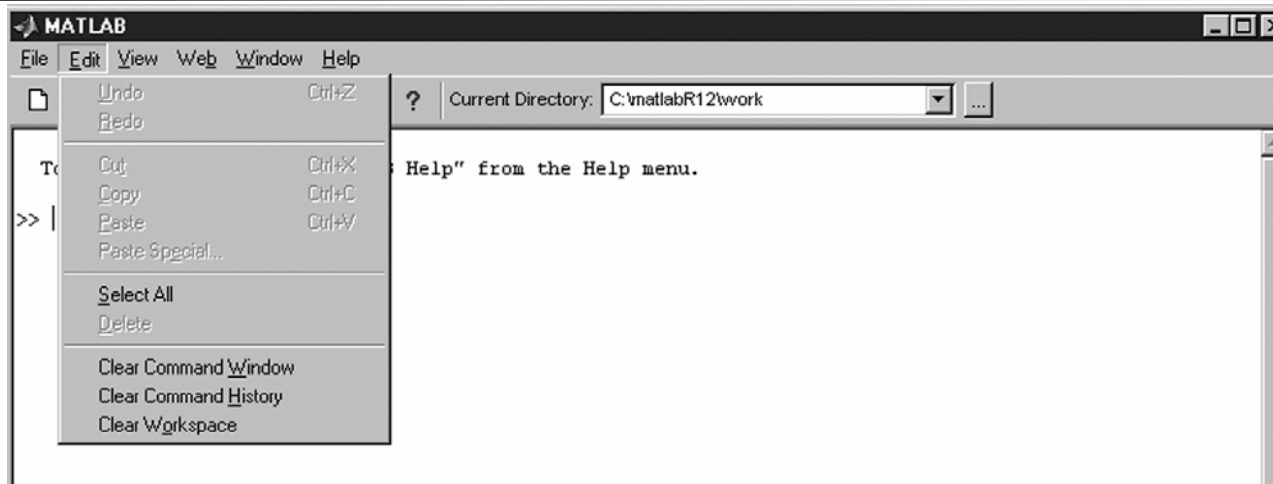 MATLAB
File Edit View Web Window Help
? Current Directory: C:\matlabR12\work ...
Undo Ctrl+Z
Redo
Cut Ctrl+X
Help" from the Help menu.
Copy Ctrl+C
Paste Ctrl+V
>>
Paste Special...
Select All
Delete
Clear Command Window
Clear Command History
Clear Workspace